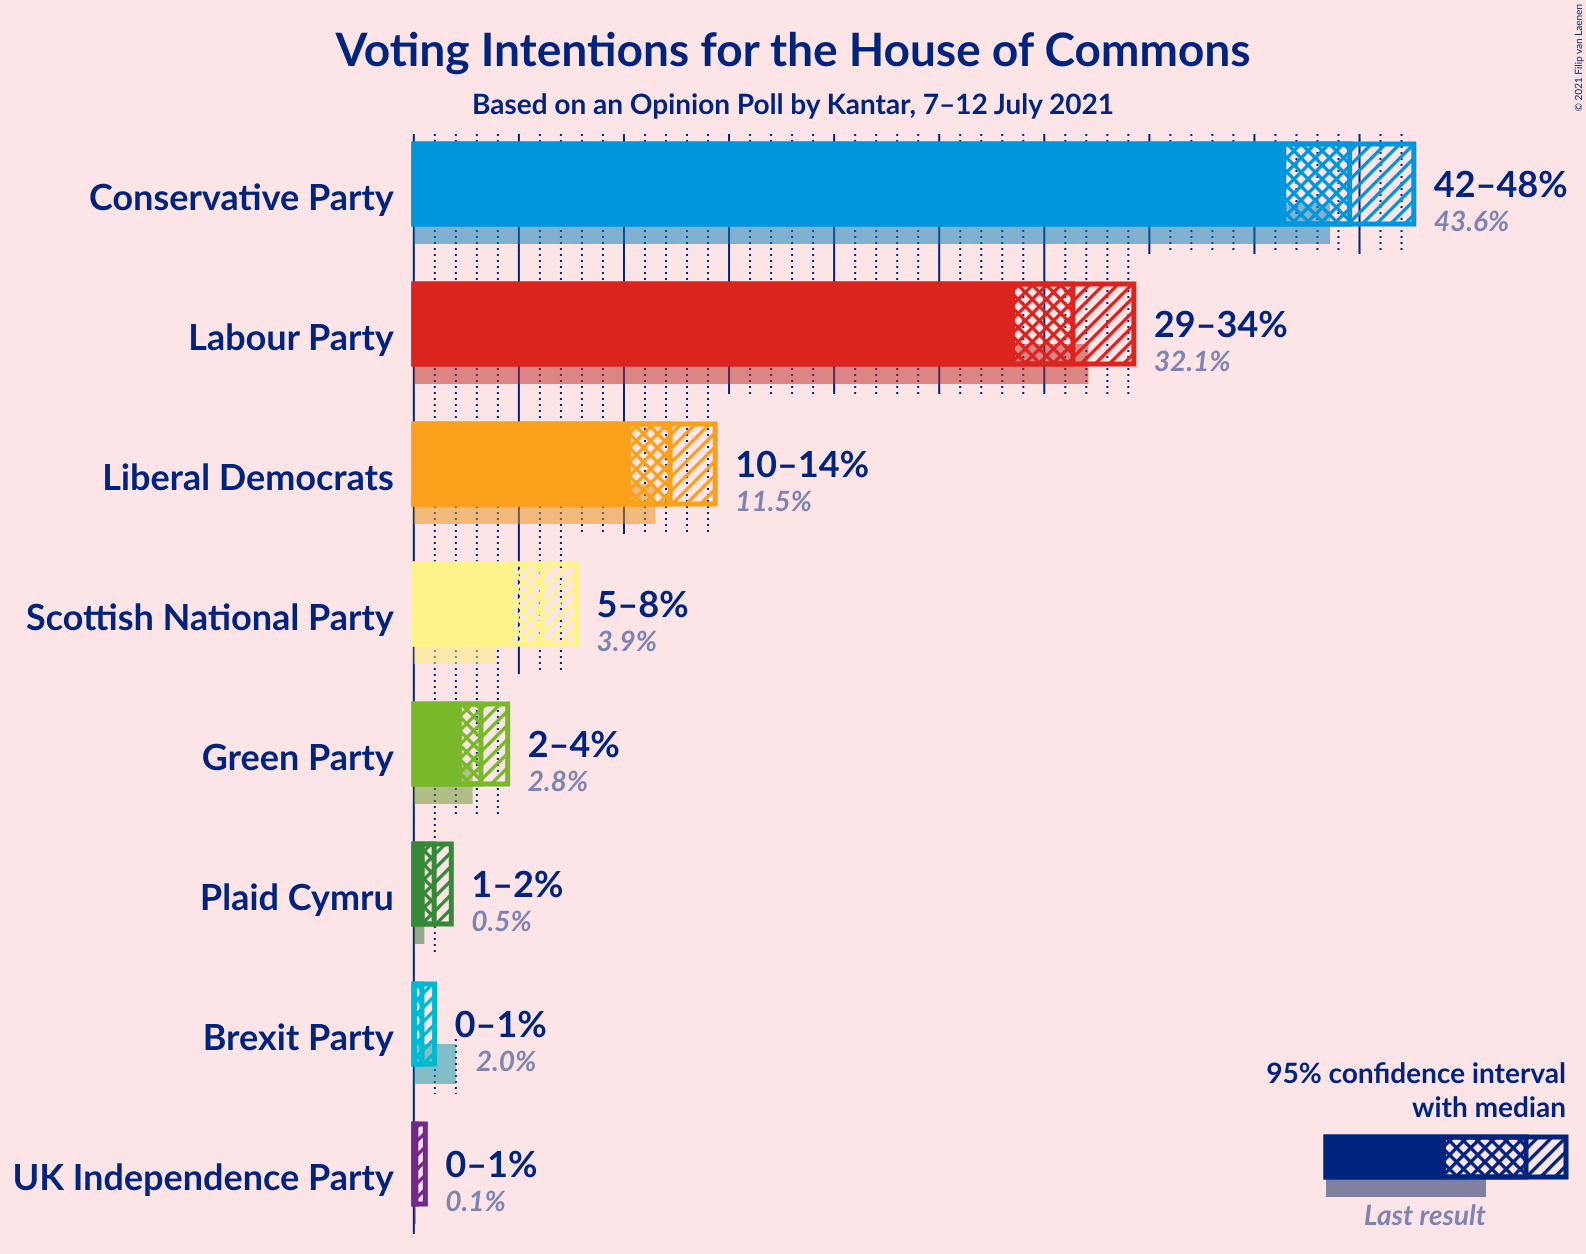 Voting Intentions for the House of Commons
Based on an Opinion Poll by Kantar, 7–12 July 2021
© 2021 Filip van Laenen
Conservative Party
42–48%
43.6%
Labour Party
29–34%
32.1%
Liberal Democrats
10–14%
11.5%
Scottish National Party
5–8%
3.9%
Green Party
2–4%
2.8%
Plaid Cymru
1–2%
0.5%
Brexit Party
0–1%
2.0%
UK Independence Party
0–1%
0.1%
95% confidence interval
with median
Last result